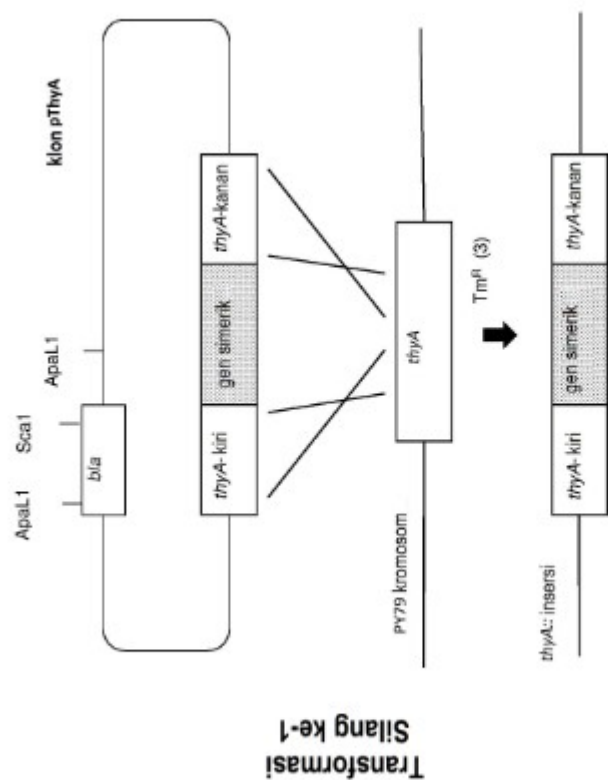 Transformasi
Silang ke-1
ApaL1
Sca1
ApaL1
klon pThyA
bla
thyA- kiri
gen simerik
thyA-kanan
PY79 kromosom
thyA
Tmᴿ (3)
thyA:: insersi
thyA- kiri
gen simerik
thyA-kanan